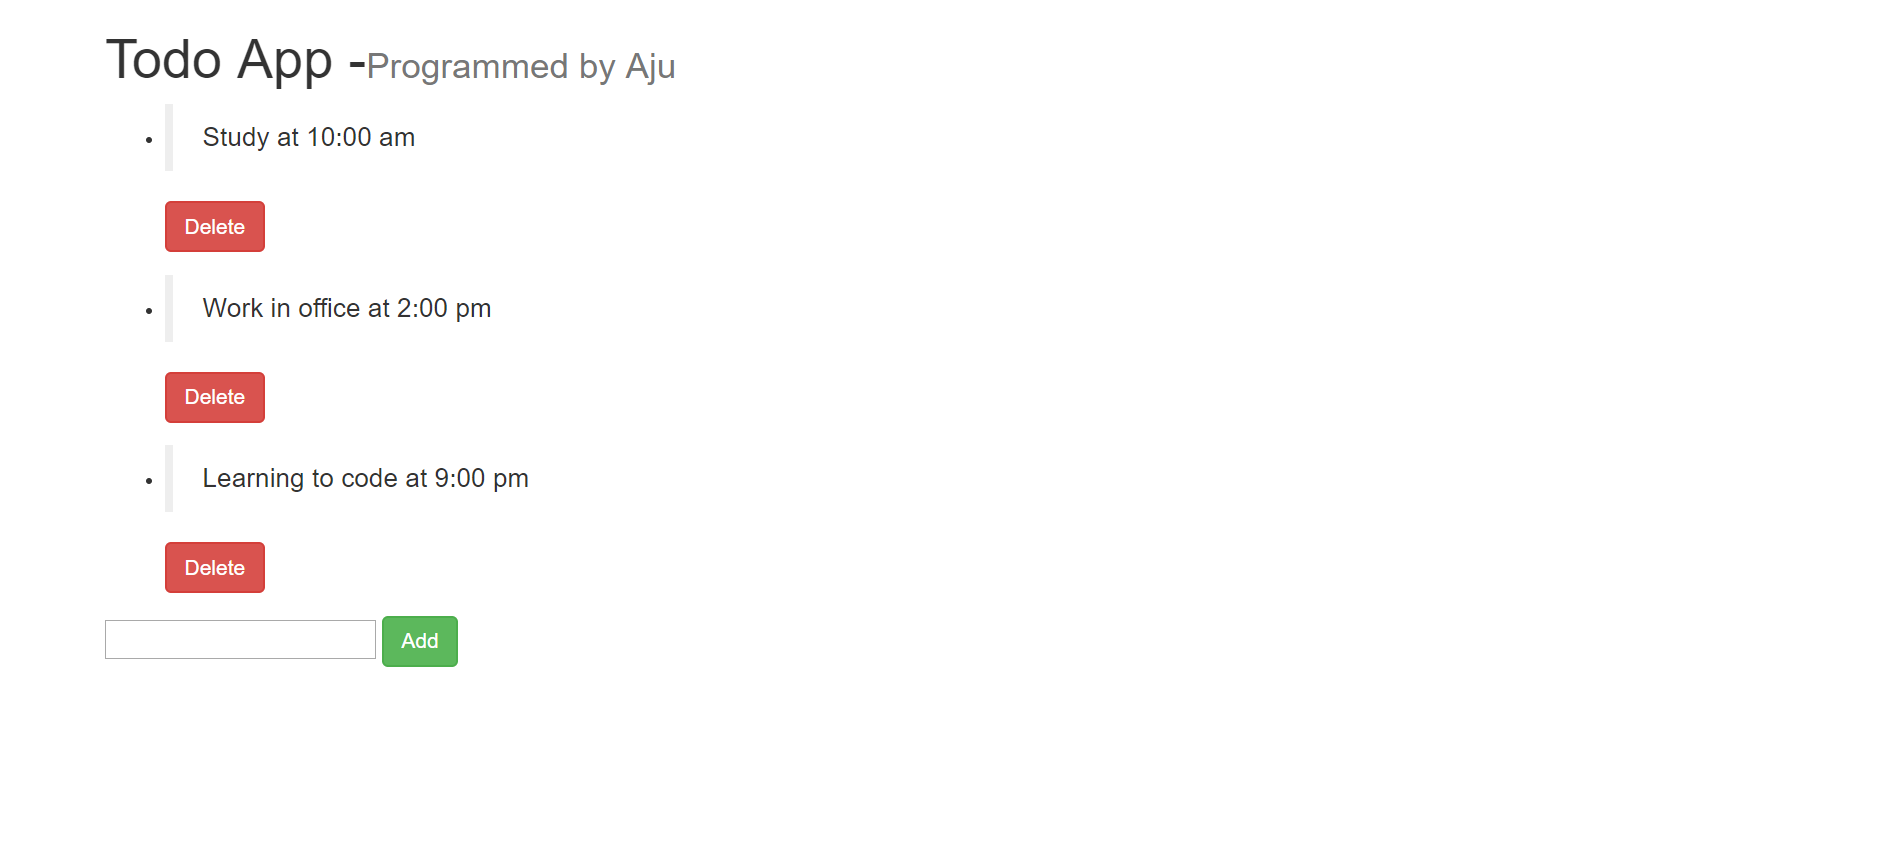 Todo App -Programmed by Aju
Study at 10:00 am
Delete
Work in office at 2:00 pm
Delete
Learning to code at 9:00 pm
Delete
Add